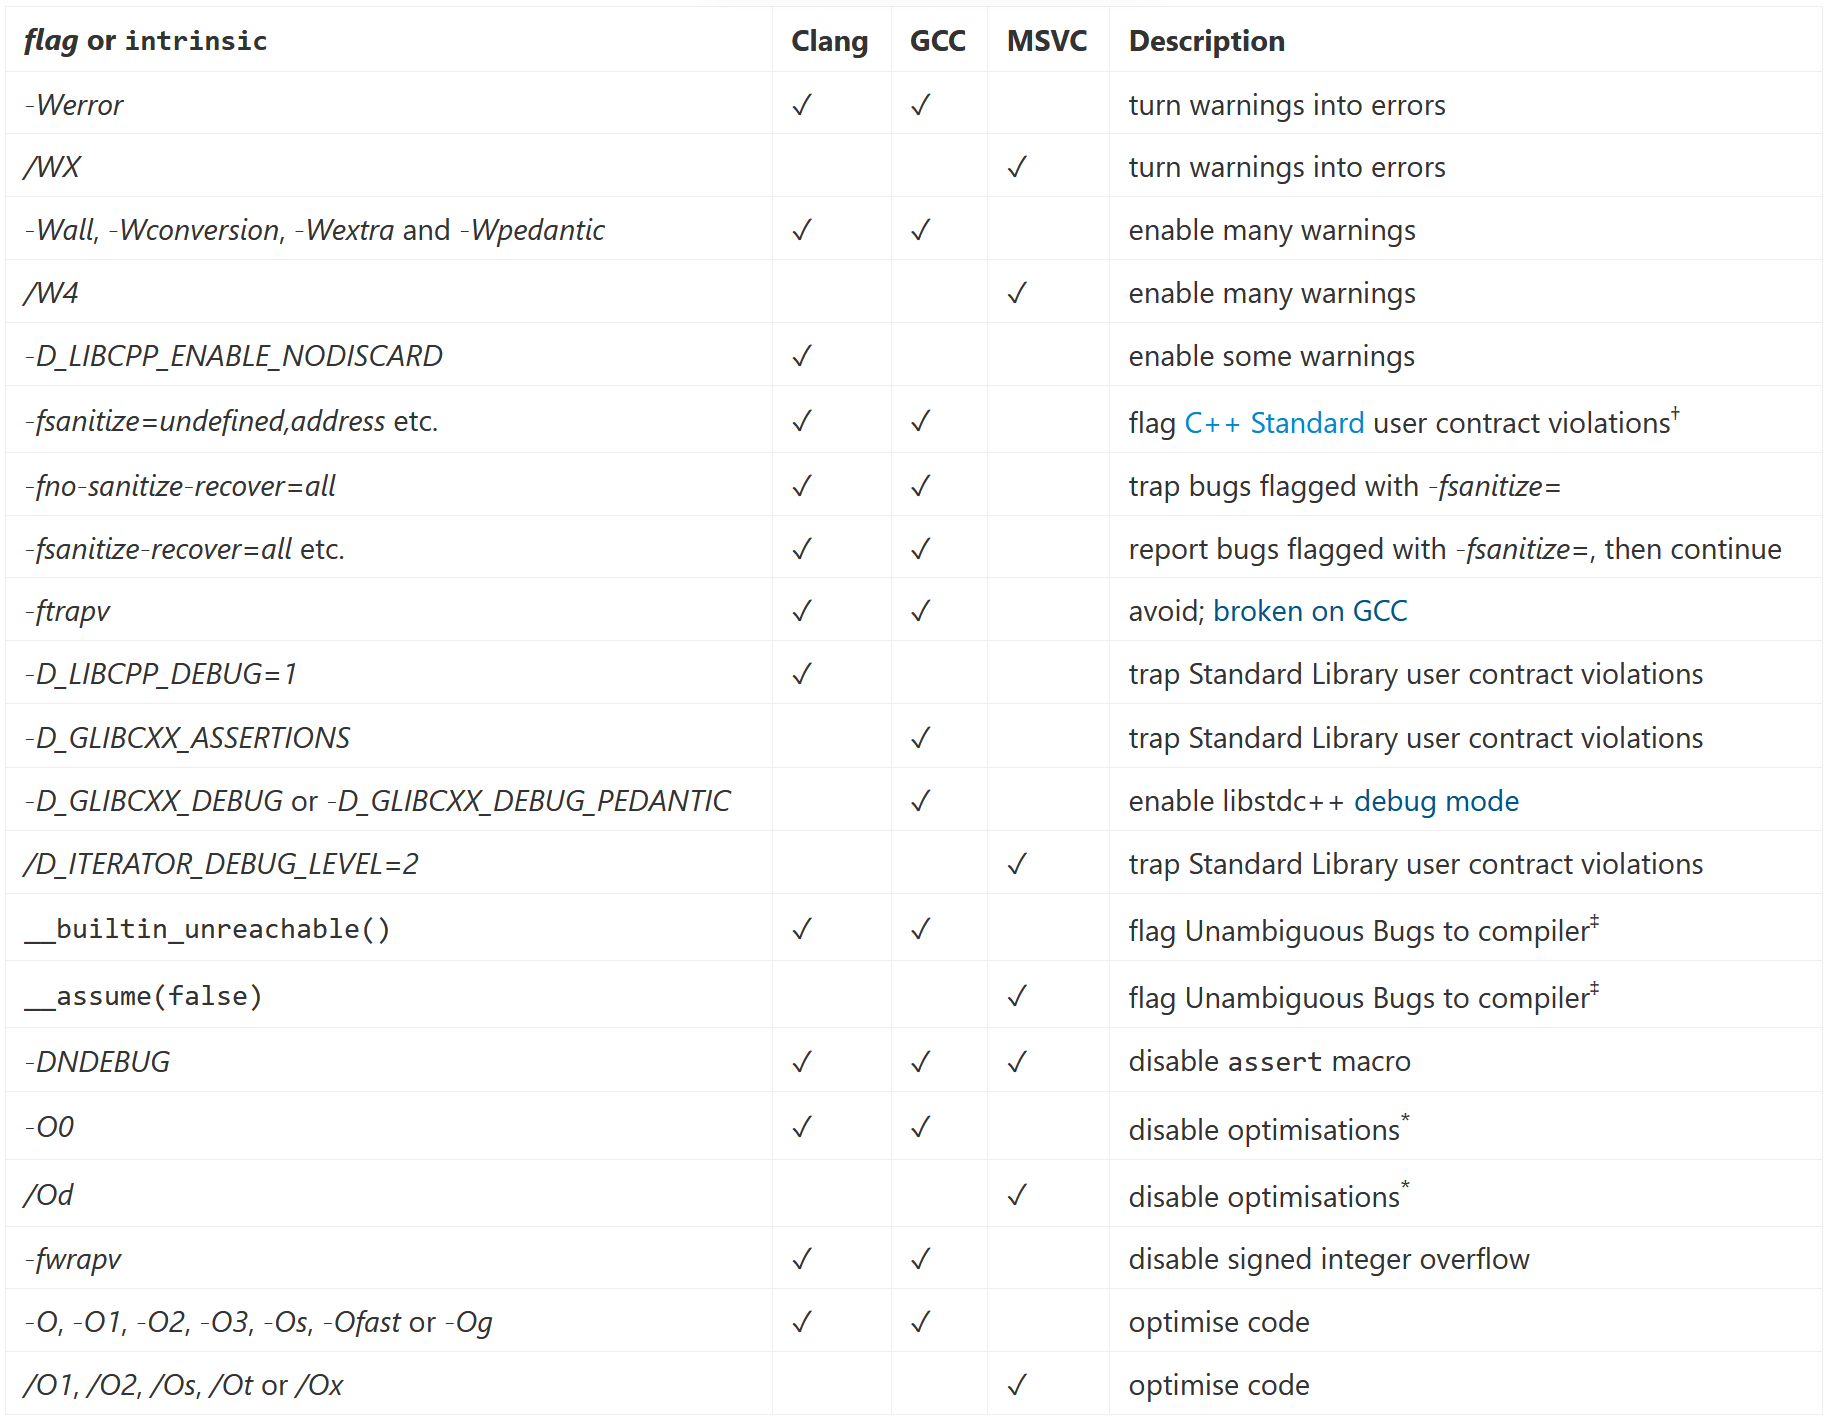 flag or intrinsic Clang GCC MSVC Description
-Werror ✓ ✓ turn warnings into errors
/WX ✓ turn warnings into errors
-Wall, -Wconversion, -Wextra and -Wpedantic ✓ ✓ enable many warnings
/W4 ✓ enable many warnings
-D_LIBCPP_ENABLE_NODISCARD ✓ enable some warnings
-fsanitize=undefined,address etc. ✓ ✓ flag C++ Standard user contract violations†
-fno-sanitize-recover=all ✓ ✓ trap bugs flagged with -fsanitize=
-fsanitize-recover=all etc. ✓ ✓ report bugs flagged with -fsanitize=, then continue
-ftrapv ✓ ✓ avoid; broken on GCC
-D_LIBCPP_DEBUG=1 ✓ trap Standard Library user contract violations
-D_GLIBCXX_ASSERTIONS ✓ trap Standard Library user contract violations
-D_GLIBCXX_DEBUG or -D_GLIBCXX_DEBUG_PEDANTIC ✓ enable libstdc++ debug mode
/D_ITERATOR_DEBUG_LEVEL=2 ✓ trap Standard Library user contract violations
__builtin_unreachable() ✓ ✓ flag Unambiguous Bugs to compiler‡
__assume(false) ✓ flag Unambiguous Bugs to compiler‡
-DNDEBUG ✓ ✓ ✓ disable assert macro
-O0 ✓ ✓ disable optimisations*
/Od ✓ disable optimisations*
-fwrapv ✓ ✓ disable signed integer overflow
-O, -O1, -O2, -O3, -Os, -Ofast or -Og ✓ ✓ optimise code
/O1, /O2, /Os, /Ot or /Ox ✓ optimise code